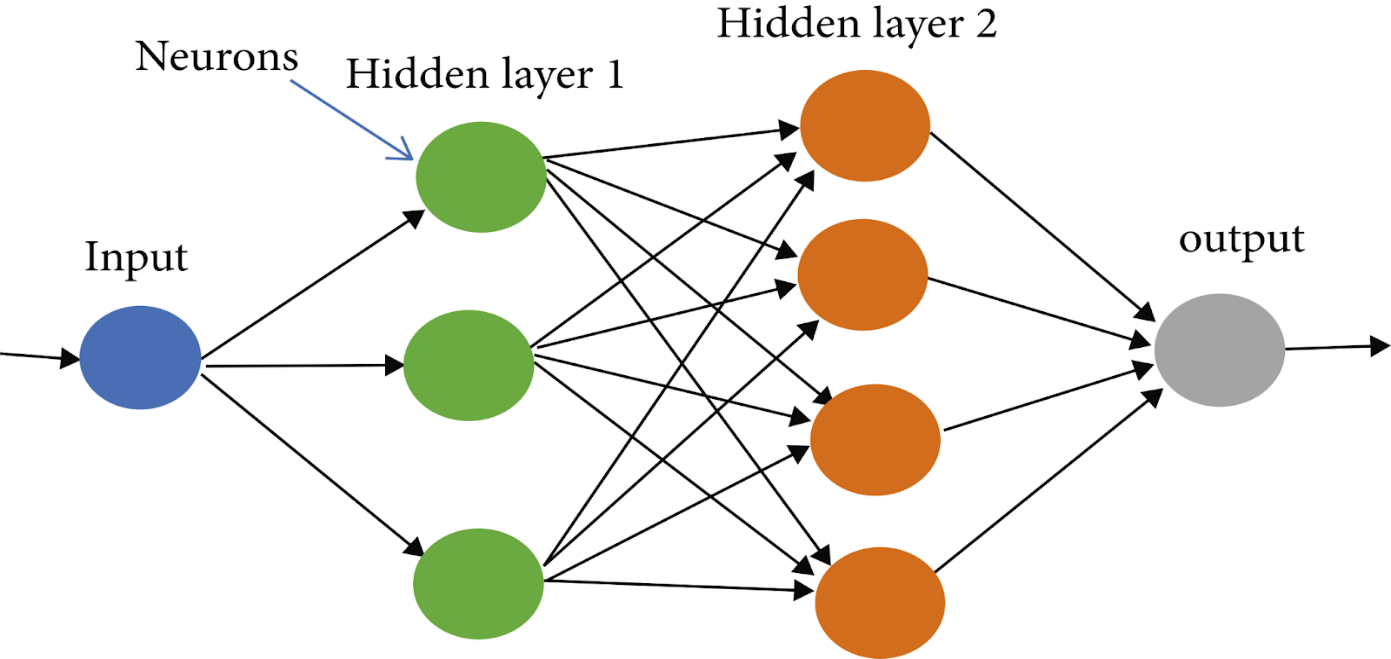 Hidden layer 2
Neurons
Hidden layer 1
Input
output